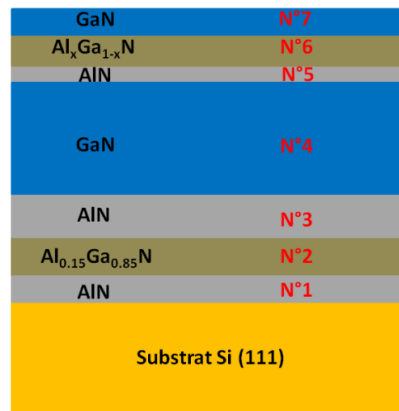 GaN N°7
AlₓGa₁₋ₓN N°6
AlN N°5
GaN N°4
AlN N°3
Al₀.₁₅Ga₀.₈₅N N°2
AlN N°1
Substrat Si (111)